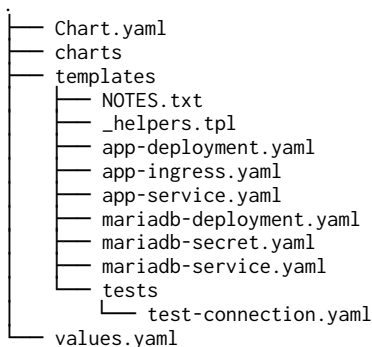 .
├── Chart.yaml
├── charts
├── templates
│   ├── NOTES.txt
│   ├── _helpers.tpl
│   ├── app-deployment.yaml
│   ├── app-ingress.yaml
│   ├── app-service.yaml
│   ├── mariadb-deployment.yaml
│   ├── mariadb-secret.yaml
│   ├── mariadb-service.yaml
│   └── tests
│       └── test-connection.yaml
└── values.yaml